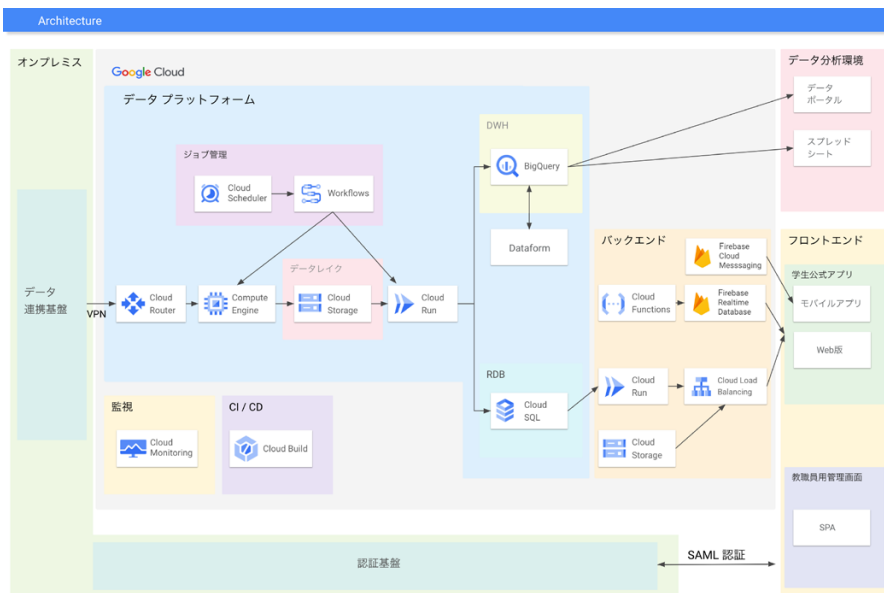 Architecture
オンプレミス
Google Cloud
データ プラットフォーム
データ分析環境
データ
ポータル
スプレッド
シート
DWH
BigQuery
Dataform
ジョブ管理
Cloud
Scheduler
Workflows
データレイク
データ
連携基盤
VPN
Cloud
Router
Compute
Engine
Cloud
Storage
Cloud
Run
RDB
Cloud
SQL
バックエンド
Firebase
Cloud
Messsaging
Cloud
Functions
Firebase
Realtime
Database
Cloud
Run
Cloud Load
Balancing
Cloud
Storage
フロントエンド
学生公式アプリ
モバイルアプリ
Web版
監視
Cloud
Monitoring
CI / CD
Cloud Build
教職員用管理画面
SPA
認証基盤
SAML 認証